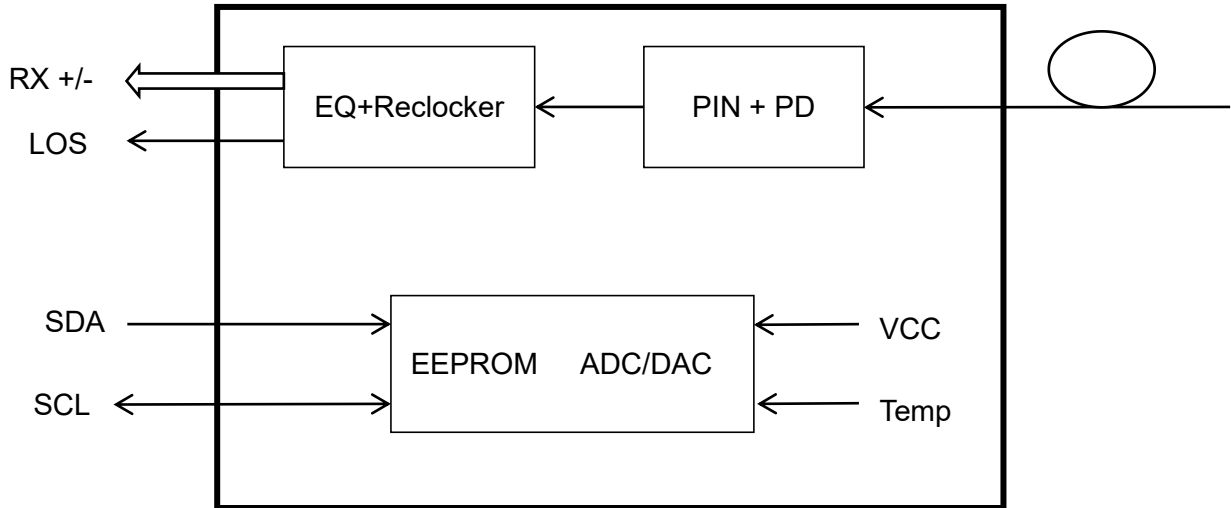 RX +/-
EQ+Reclocker
PIN + PD
LOS
SDA
EEPROM ADC/DAC
VCC
SCL
Temp